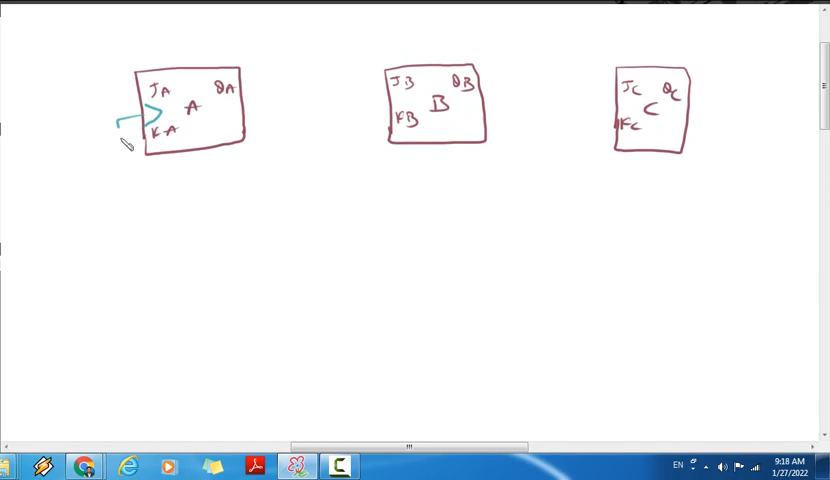 JA QA
A
KA
JB QB
B
KB
JC QC
C
KC
EN 9:18 AM
1/27/2022